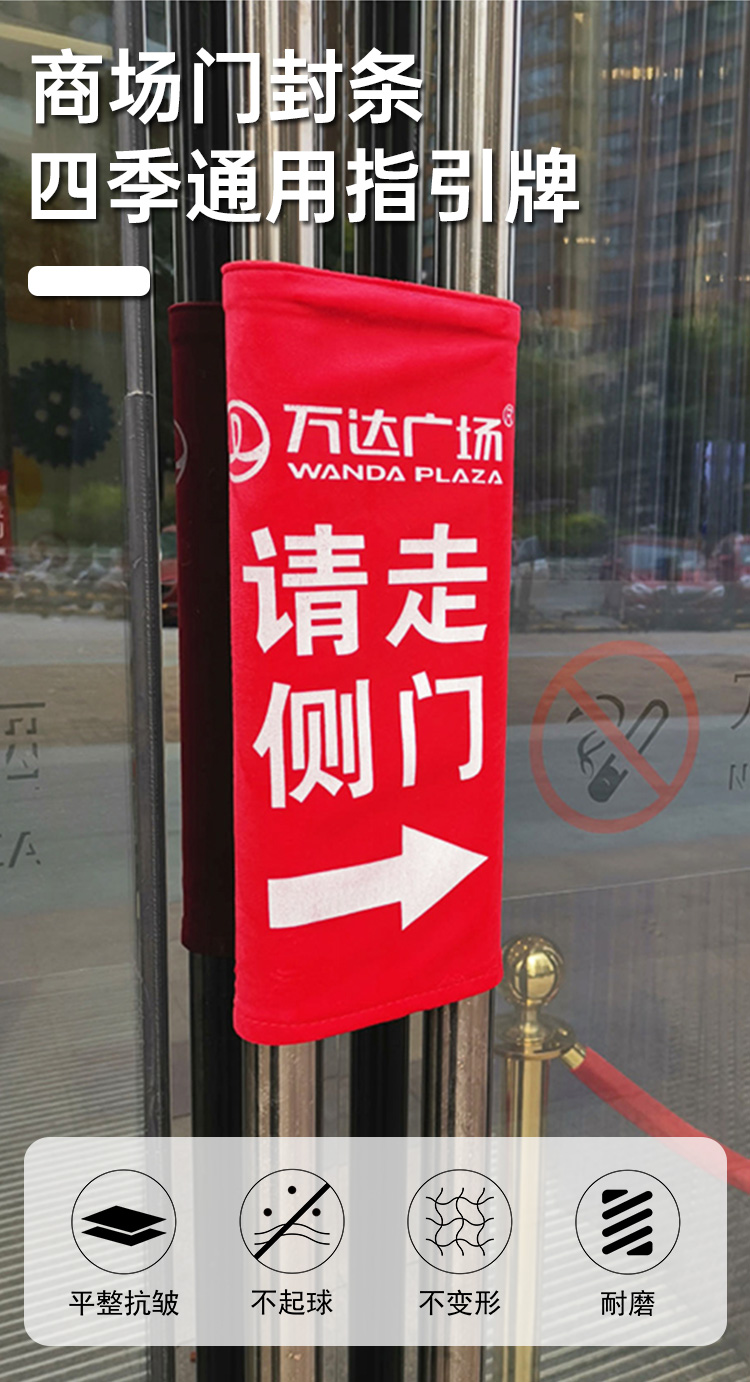 商场门封条
四季通用指引牌
万达广场®
WANDA PLAZA
请走
侧门
平整抗皱
不起球
不变形
耐磨